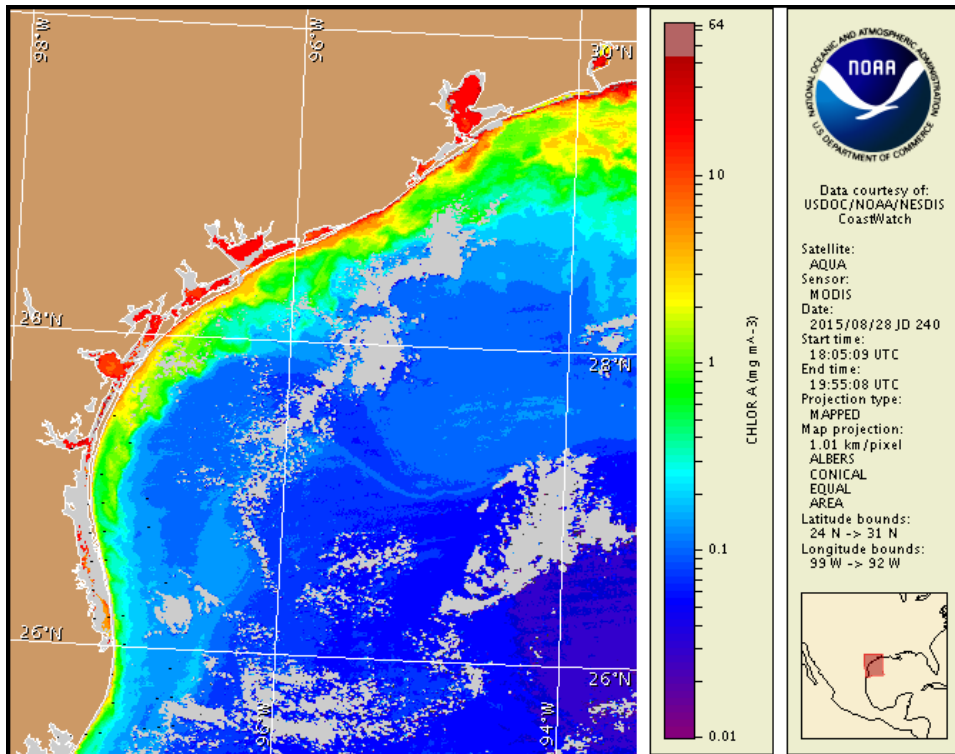 98°W
96°W
30°N
28°N
28°N
26°N
26°N
96°W
94°W
64
10
1
0.1
0.01
CHLOR A (mg m^-3)
NATIONAL OCEANIC AND ATMOSPHERIC ADMINISTRATION
NOAA
U.S. DEPARTMENT OF COMMERCE
Data courtesy of:
USDOC/NOAA/NESDIS
CoastWatch
Satellite:
AQUA
Sensor:
MODIS
Date:
2015/08/28 JD 240
Start time:
18:05:09 UTC
End time:
19:55:08 UTC
Projection type:
MAPPED
Map projection:
1.01 km/pixel
ALBERS
CONICAL
EQUAL
AREA
Latitude bounds:
24 N -> 31 N
Longitude bounds:
99 W -> 92 W